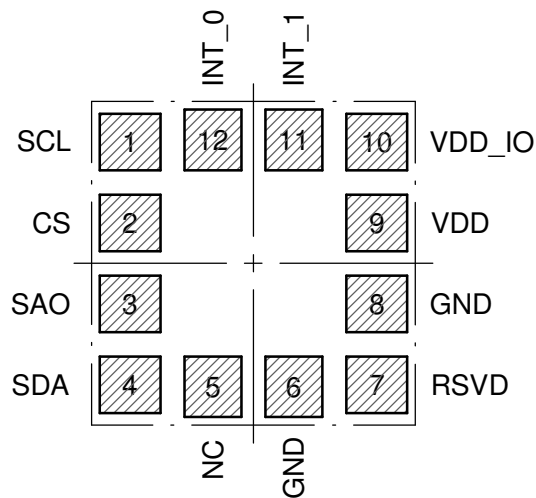 INT_0 INT_1
SCL 1 12 11 10 VDD_IO
CS 2 9 VDD
SAO 3 8 GND
SDA 4 5 6 7 RSVD
NC GND